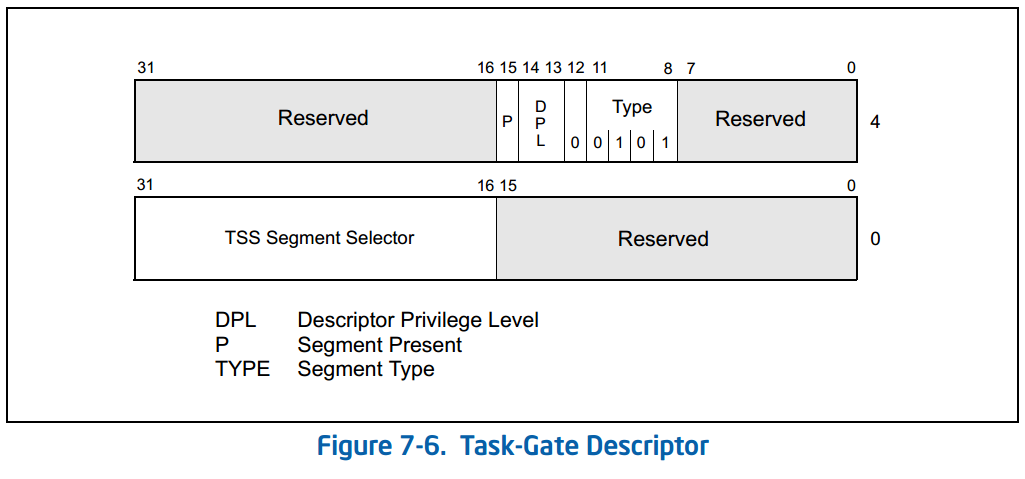 31 16 15 14 13 12 11 8 7 0
Reserved P D P L 0 Type 0 1 0 1 Reserved 4
31 16 15 0
TSS Segment Selector Reserved 0
DPL Descriptor Privilege Level
P Segment Present
TYPE Segment Type
Figure 7-6. Task-Gate Descriptor